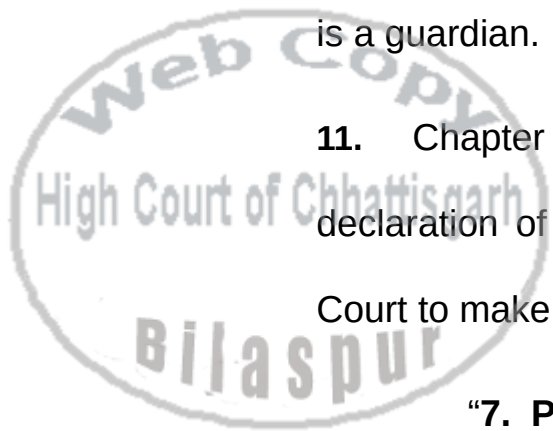 is a guardian.
Web Copy
11. Chapter
High Court of Chhattisgarh
declaration of
Court to make
Bilaspur
“7. P